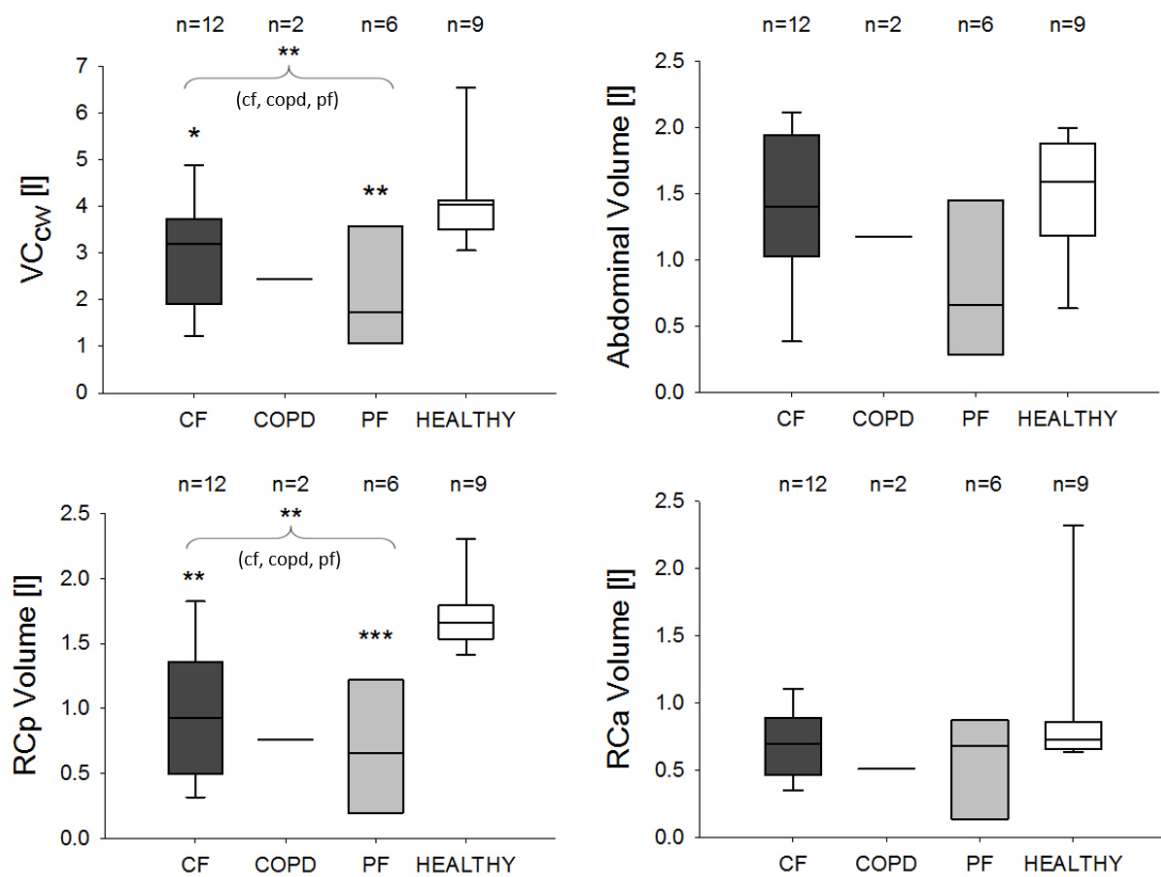 n=12 n=2 n=6 n=9
**
(cf, copd, pf)
*
**
VCcw [l]
7
6
5
4
3
2
1
0
CF COPD PF HEALTHY
n=12 n=2 n=6 n=9
Abdominal Volume [l]
2.5
2.0
1.5
1.0
0.5
0.0
CF COPD PF HEALTHY
n=12 n=2 n=6 n=9
**
(cf, copd, pf)
**
***
RCp Volume [l]
2.5
2.0
1.5
1.0
0.5
0.0
CF COPD PF HEALTHY
n=12 n=2 n=6 n=9
RCa Volume [l]
2.5
2.0
1.5
1.0
0.5
0.0
CF COPD PF HEALTHY